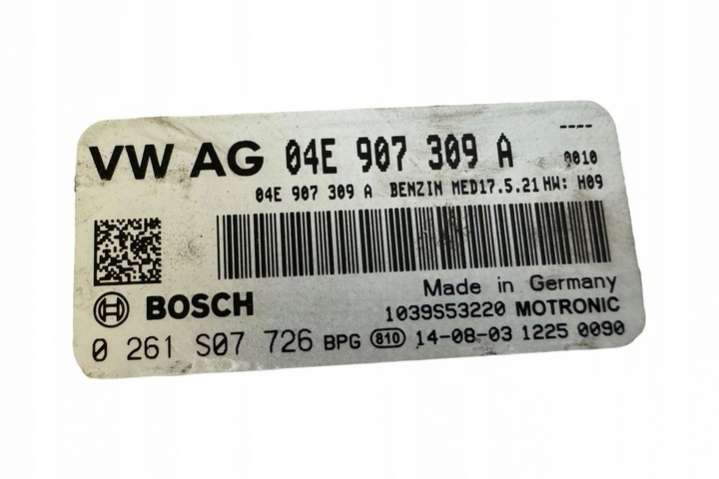 VW AG 04E 907 309 A
----
0010
04E 907 309 A BENZIN MED17.5.21 HW: H09
Made in Germany
BOSCH
1039S53220 MOTRONIC
0 261 S07 726 BPG 810 14-08-03 1225 0090